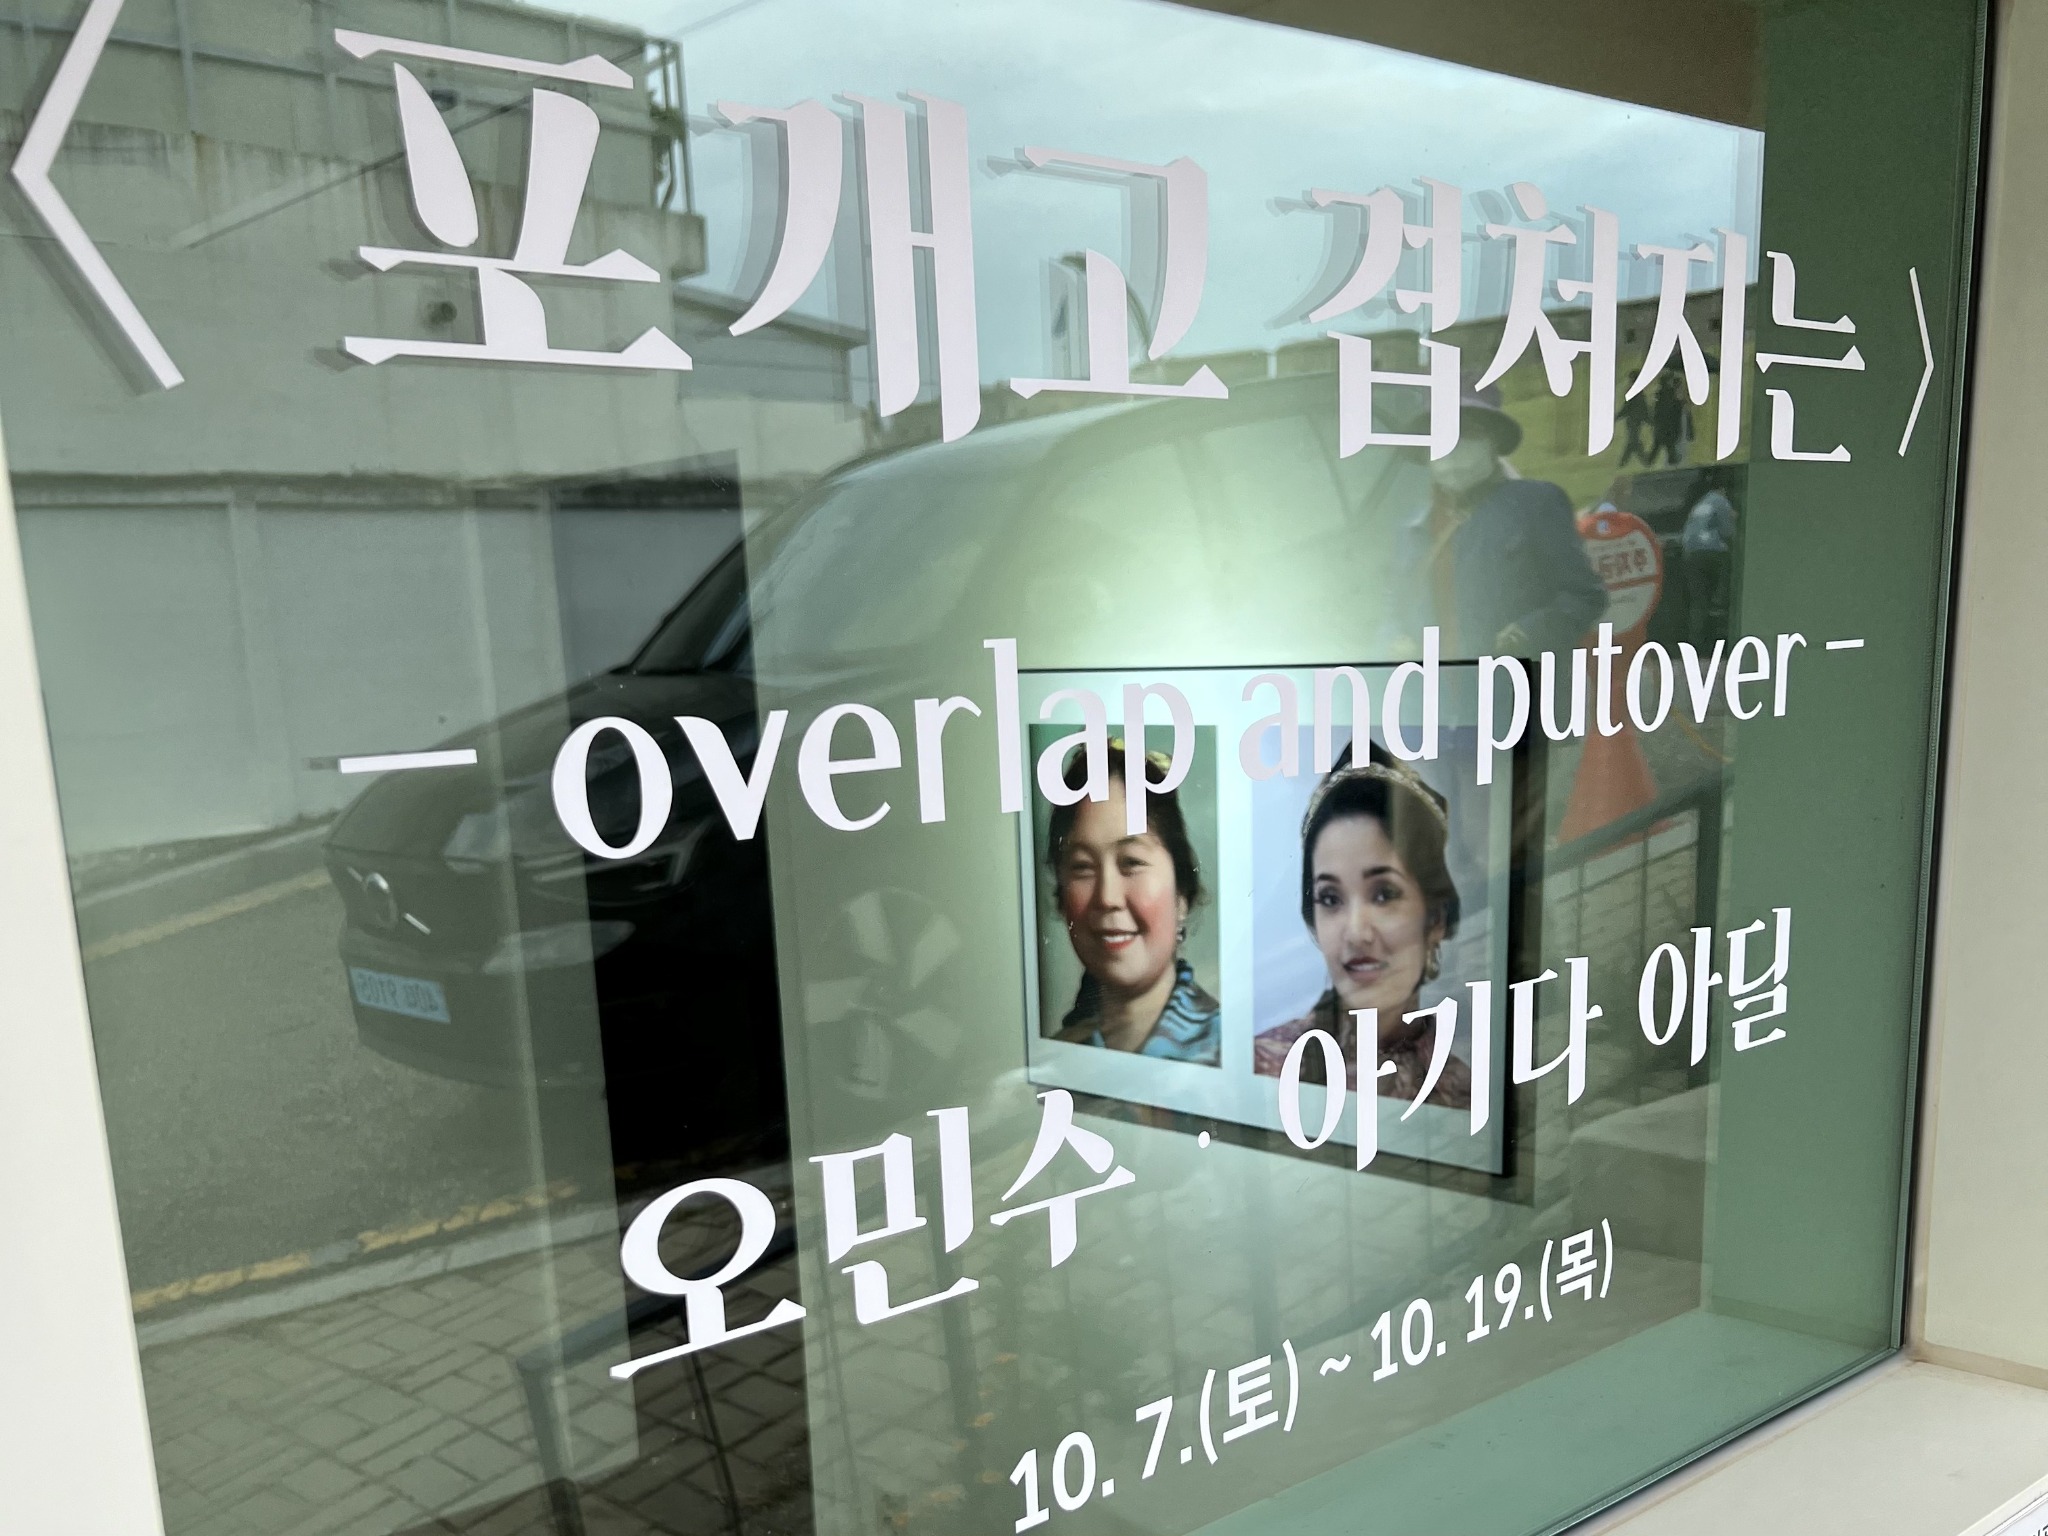 〈 포개고 겹쳐지는 〉
- overlap and putover -
오민수 · 아기다 아딜
10. 7.(토) ~ 10. 19.(목)